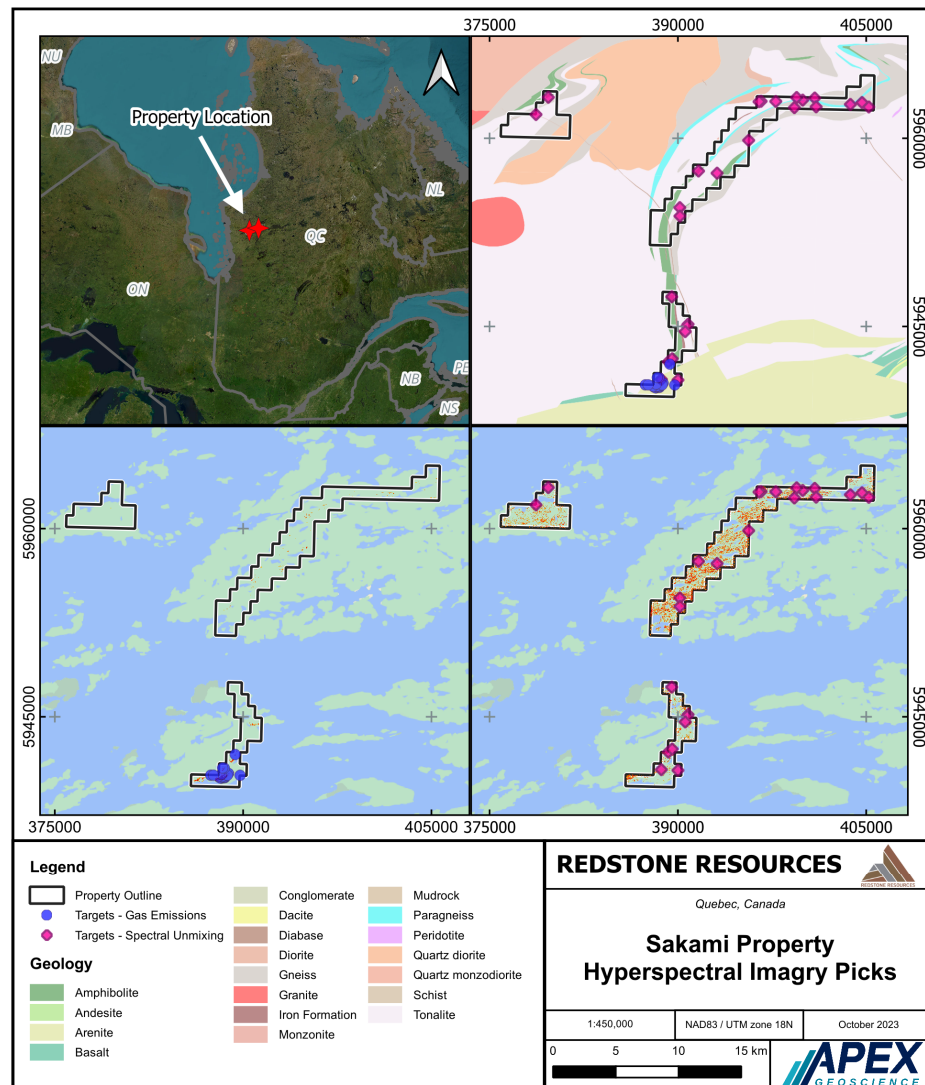 375000
390000
405000
NU
MB
Property Location
NL
QC
ON
PE
NB
NS
5960000
5945000
5960000
5945000
5960000
5945000
375000
390000
405000
375000
390000
405000
Legend
Property Outline
Targets - Gas Emissions
Targets - Spectral Unmixing
Geology
Amphibolite
Andesite
Arenite
Basalt
Conglomerate
Dacite
Diabase
Diorite
Gneiss
Granite
Iron Formation
Monzonite
Mudrock
Paragneiss
Peridotite
Quartz diorite
Quartz monzodiorite
Schist
Tonalite
REDSTONE RESOURCES
REDSTONE RESOURCES
Quebec, Canada
Sakami Property
Hyperspectral Imagry Picks
1:450,000
NAD83 / UTM zone 18N
October 2023
0 5 10 15 km
APEX
GEOSCIENCE